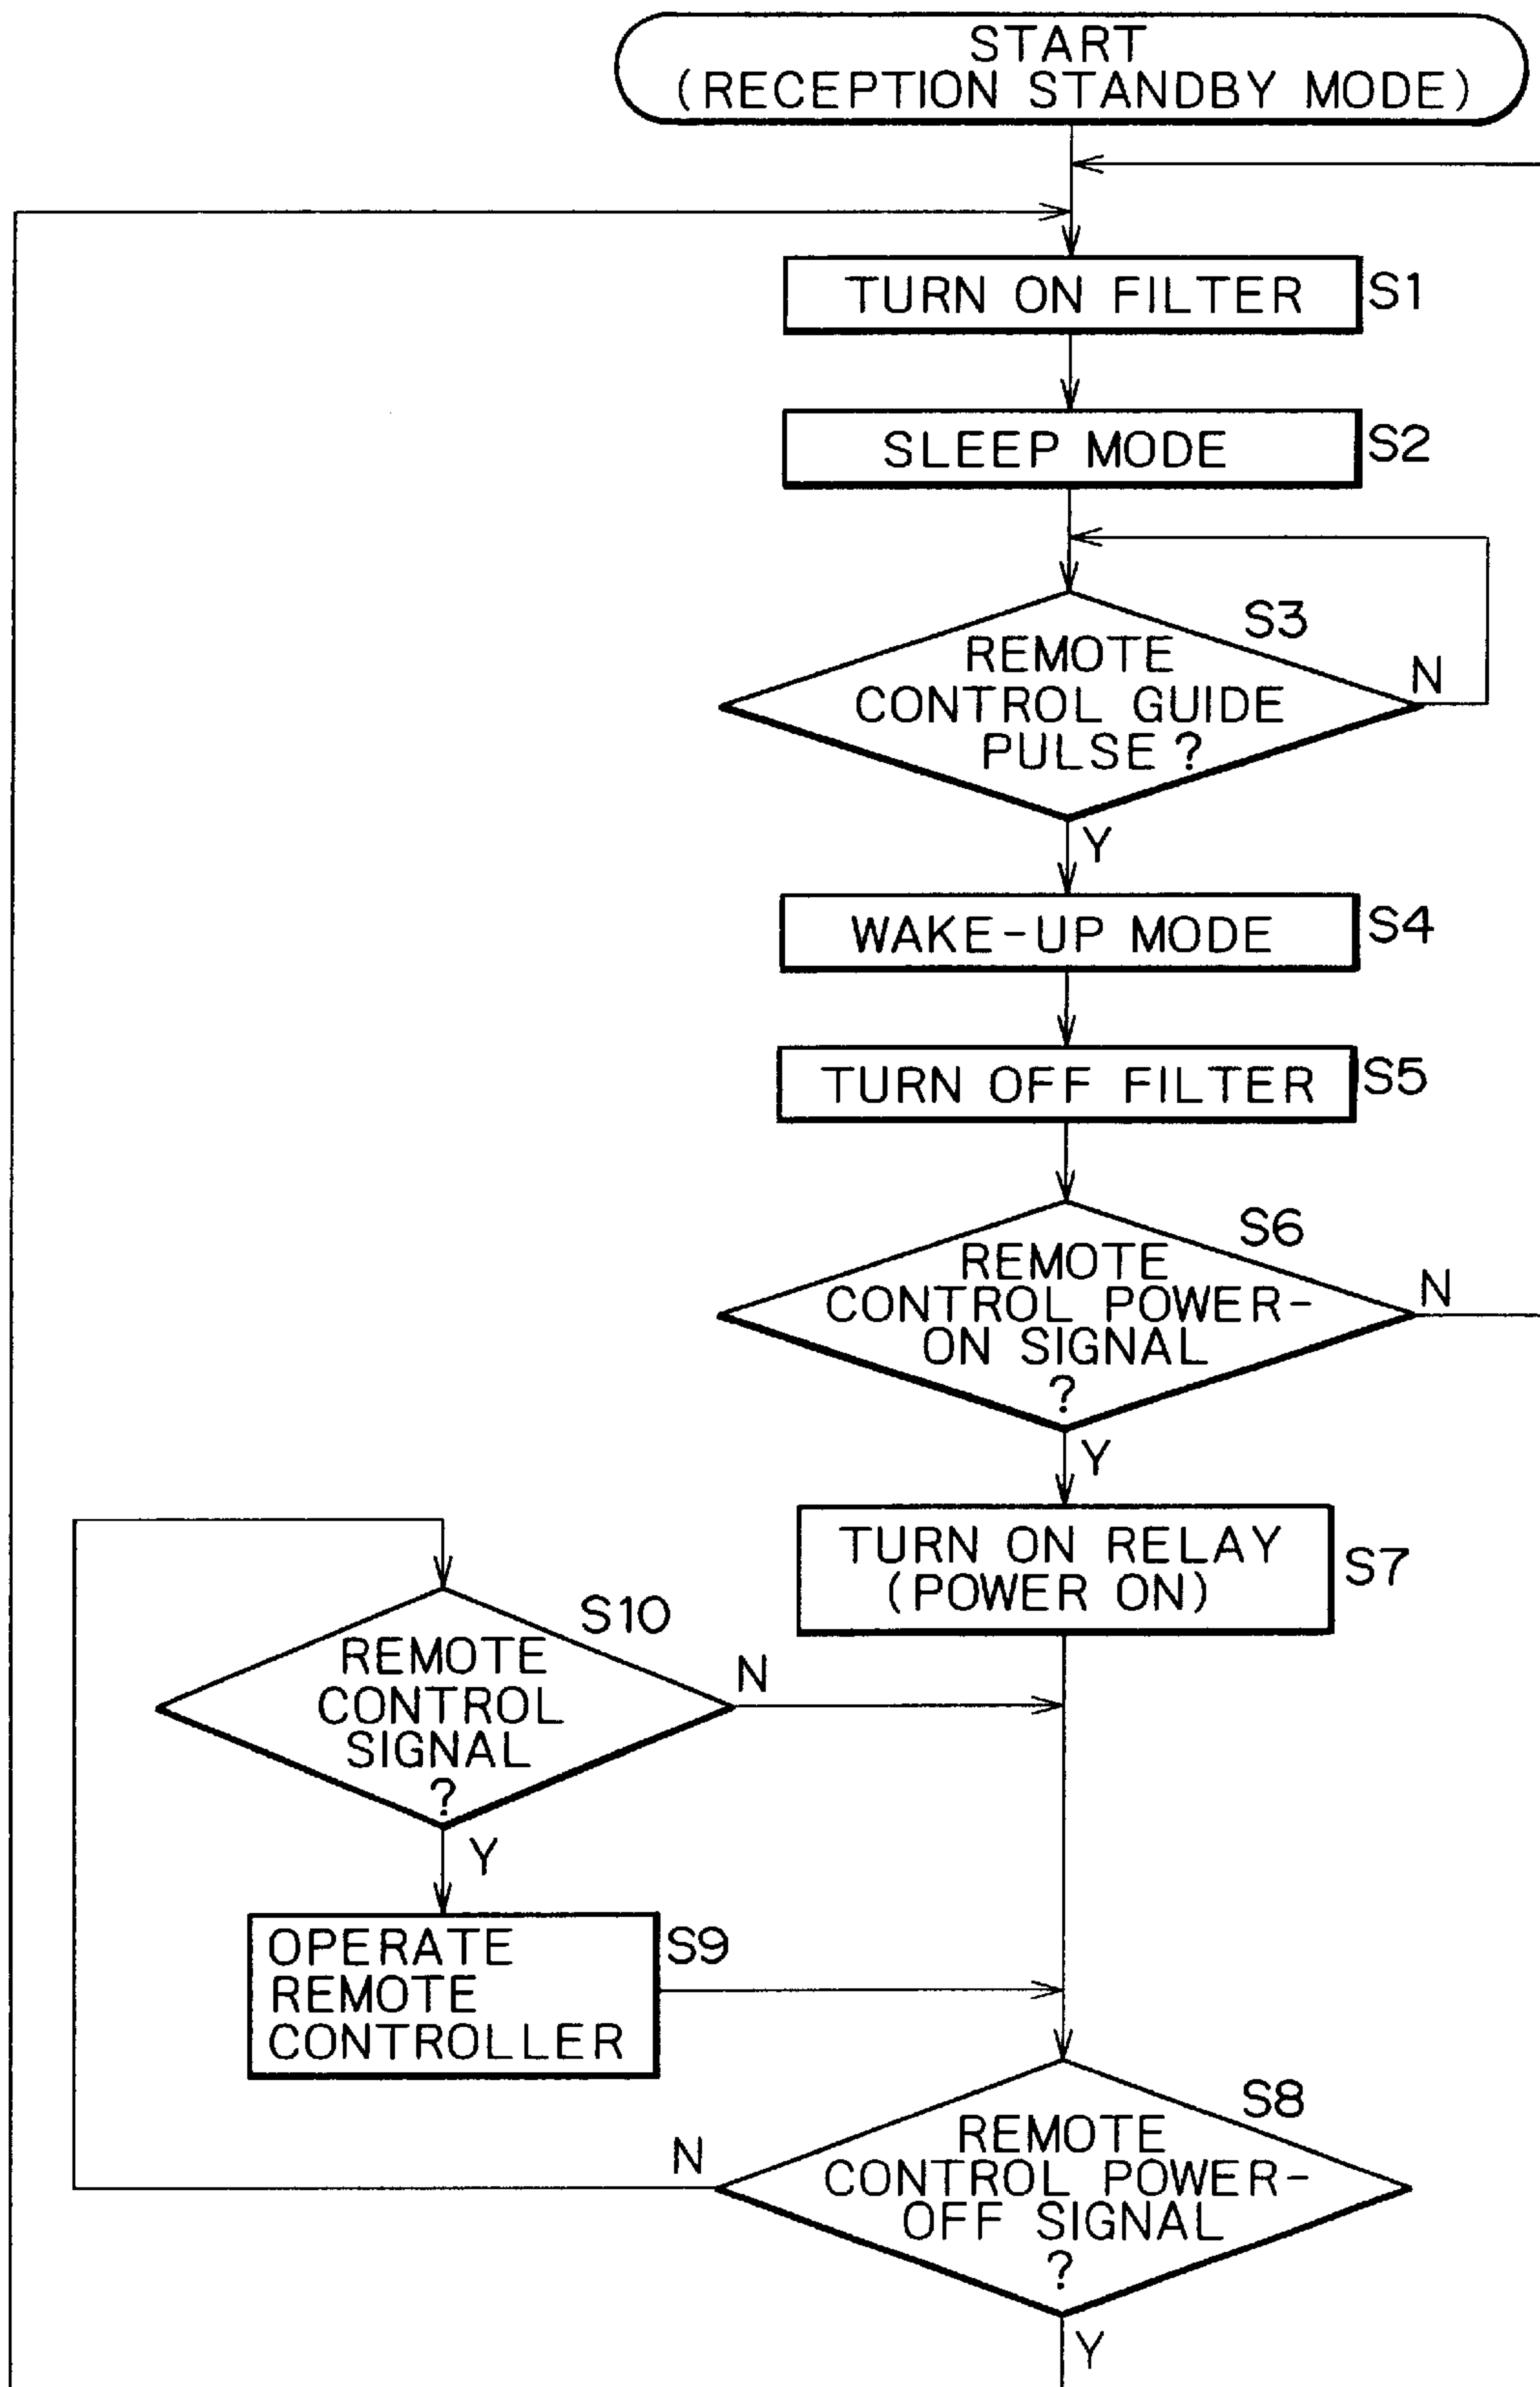 START
(RECEPTION STANDBY MODE)
TURN ON FILTER
S1
SLEEP MODE
S2
S3
REMOTE
CONTROL GUIDE
PULSE ?
N
Y
WAKE-UP MODE
S4
TURN OFF FILTER
S5
S6
REMOTE
CONTROL POWER-
ON SIGNAL
?
N
Y
TURN ON RELAY
(POWER ON)
S7
S10
REMOTE
CONTROL
SIGNAL
?
N
Y
OPERATE
REMOTE
CONTROLLER
S9
S8
REMOTE
CONTROL POWER-
OFF SIGNAL
?
N
Y